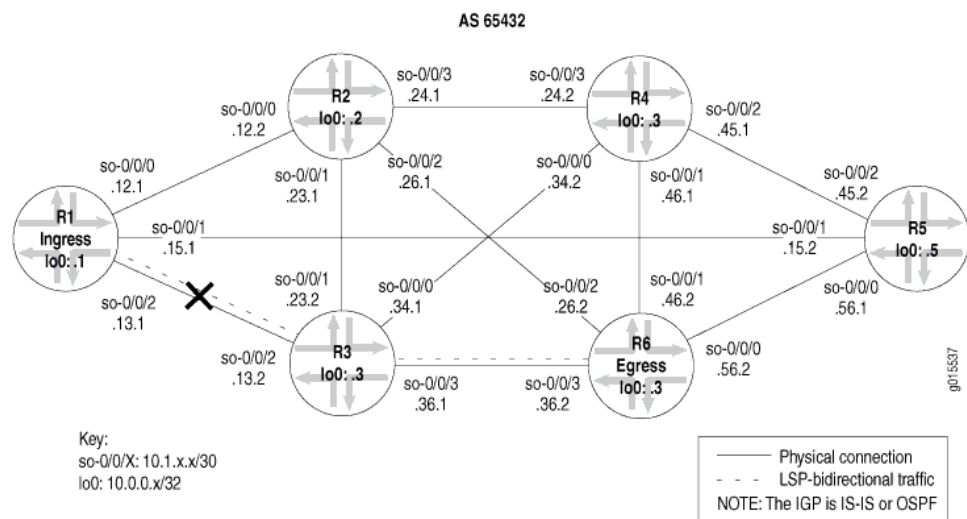 AS 65432
R2
lo0: .2
so-0/0/3
.24.1
so-0/0/3
.24.2
R4
lo0: .3
so-0/0/0
.12.2
so-0/0/2
.45.1
so-0/0/0
.12.1
so-0/0/1
.23.1
so-0/0/2
.26.1
so-0/0/0
.34.2
so-0/0/1
.46.1
so-0/0/2
.45.2
R1
Ingress
lo0: .1
so-0/0/1
.15.1
so-0/0/1
.15.2
R5
lo0: .5
so-0/0/2
.13.1
so-0/0/1
.23.2
so-0/0/0
.34.1
so-0/0/2
.26.2
so-0/0/1
.46.2
so-0/0/0
.56.1
so-0/0/2
.13.2
R3
lo0: .3
so-0/0/3
.36.1
so-0/0/3
.36.2
R6
Egress
lo0: .3
so-0/0/0
.56.2
g015537
Key:
so-0/0/X: 10.1.x.x/30
lo0: 10.0.0.x/32
Physical connection
LSP-bidirectional traffic
NOTE: The IGP is IS-IS or OSPF